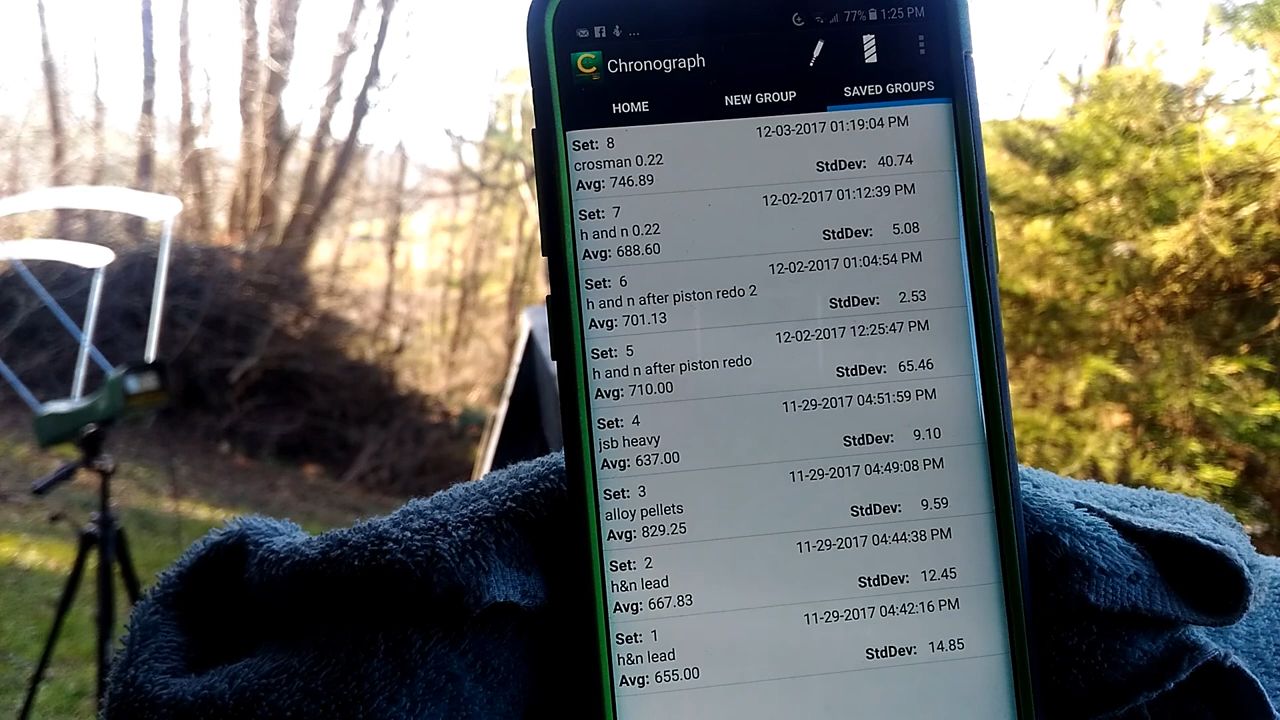 77% 1:25 PM
C Chronograph
HOME NEW GROUP SAVED GROUPS
Set: 8 12-03-2017 01:19:04 PM
crosman 0.22
Avg: 746.89 StdDev: 40.74
Set: 7 12-02-2017 01:12:39 PM
h and n 0.22
Avg: 688.60 StdDev: 5.08
Set: 6 12-02-2017 01:04:54 PM
h and n after piston redo 2
Avg: 701.13 StdDev: 2.53
Set: 5 12-02-2017 12:25:47 PM
h and n after piston redo
Avg: 710.00 StdDev: 65.46
Set: 4 11-29-2017 04:51:59 PM
jsb heavy
Avg: 637.00 StdDev: 9.10
Set: 3 11-29-2017 04:49:08 PM
alloy pellets
Avg: 829.25 StdDev: 9.59
Set: 2 11-29-2017 04:44:38 PM
h&n lead
Avg: 667.83 StdDev: 12.45
Set: 1 11-29-2017 04:42:16 PM
h&n lead
Avg: 655.00 StdDev: 14.85